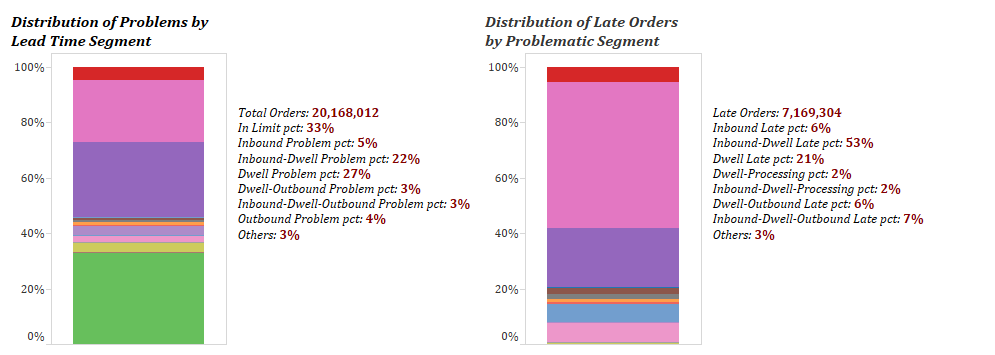 Distribution of Problems by
Lead Time Segment
100%
80%
60%
40%
20%
0%
Total Orders: 20,168,012
In Limit pct: 33%
Inbound Problem pct: 5%
Inbound-Dwell Problem pct: 22%
Dwell Problem pct: 27%
Dwell-Outbound Problem pct: 3%
Inbound-Dwell-Outbound Problem pct: 3%
Outbound Problem pct: 4%
Others: 3%
Distribution of Late Orders
by Problematic Segment
100%
80%
60%
40%
20%
0%
Late Orders: 7,169,304
Inbound Late pct: 6%
Inbound-Dwell Late pct: 53%
Dwell Late pct: 21%
Dwell-Processing pct: 2%
Inbound-Dwell-Processing pct: 2%
Dwell-Outbound Late pct: 6%
Inbound-Dwell-Outbound Late pct: 7%
Others: 3%